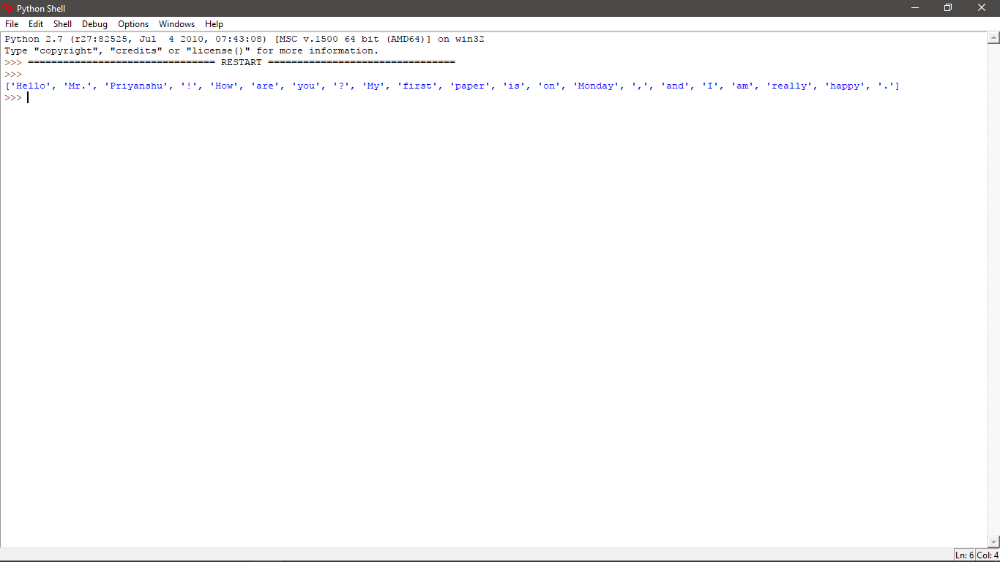 Python Shell
File Edit Shell Debug Options Windows Help
Python 2.7 (r27:82525, Jul  4 2010, 07:43:08) [MSC v.1500 64 bit (AMD64)] on win32
Type "copyright", "credits" or "license()" for more information.
>>> ================================ RESTART ================================
>>>
['Hello', 'Mr.', 'Priyanshu', '!', 'How', 'are', 'you', '?', 'My', 'first', 'paper', 'is', 'on', 'Monday', ',', 'and', 'I', 'am', 'really', 'happy', '.']
>>>
Ln: 6 Col: 4